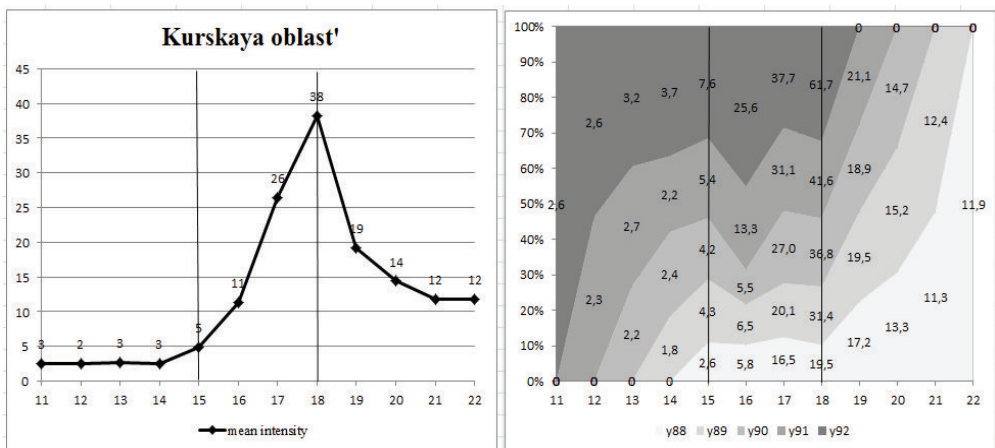 Kurskaya oblast'
45
40
35
30
25
20
15
10
5
0
3 2 3 3 5 11 26 38 19 14 12 12
11 12 13 14 15 16 17 18 19 20 21 22
mean intensity
100%
90%
80%
70%
60%
50%
40%
30%
20%
10%
0%
0 0 0 0
2,6 2,6 3,2 3,7 7,6 25,6 37,7 61,7
2,3 2,7 2,2 5,4 13,3 31,1 41,6 21,1
2,2 2,4 4,2 5,5 27,0 36,8 18,9 14,7
1,8 4,3 6,5 20,1 31,4 19,5 15,2 12,4
2,6 5,8 16,5 19,5 17,2 13,3 11,3 11,9
0 0 0 0
11 12 13 14 15 16 17 18 19 20 21 22
y88 y89 y90 y91 y92